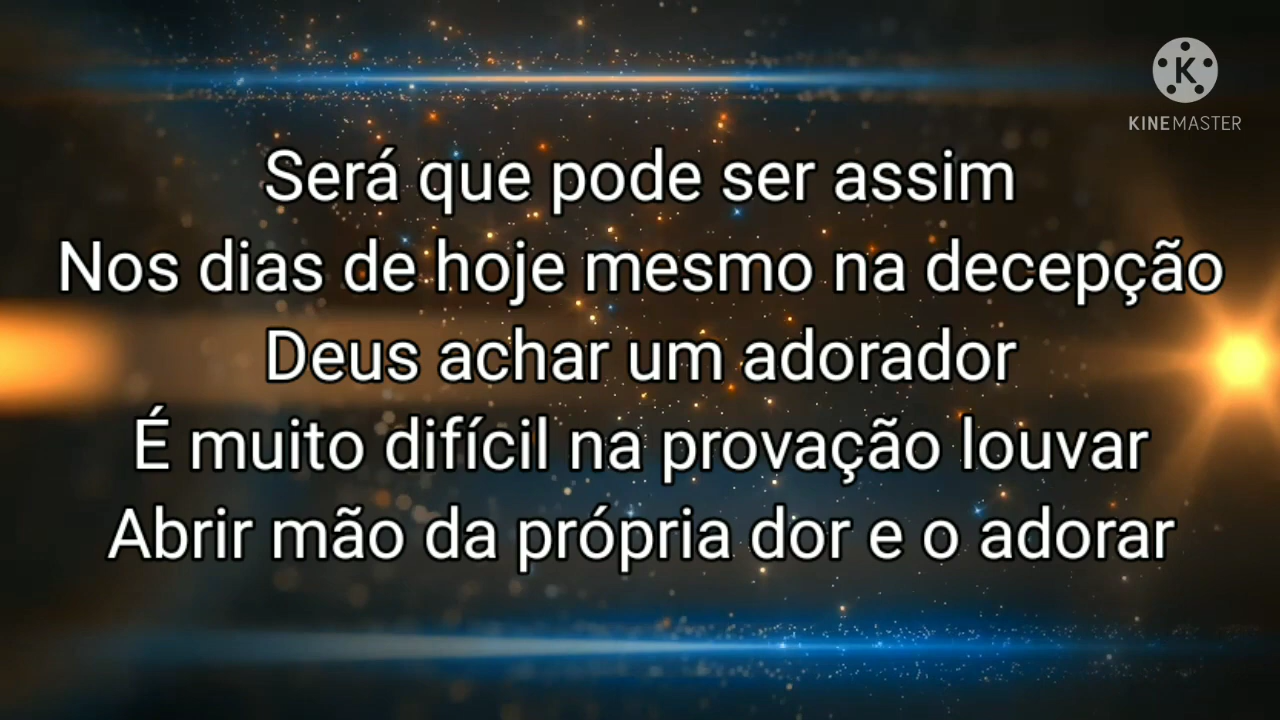 KINEMASTER
Será que pode ser assim
Nos dias de hoje mesmo na decepção
Deus achar um adorador
É muito difícil na provação louvar
Abrir mão da própria dor e o adorar